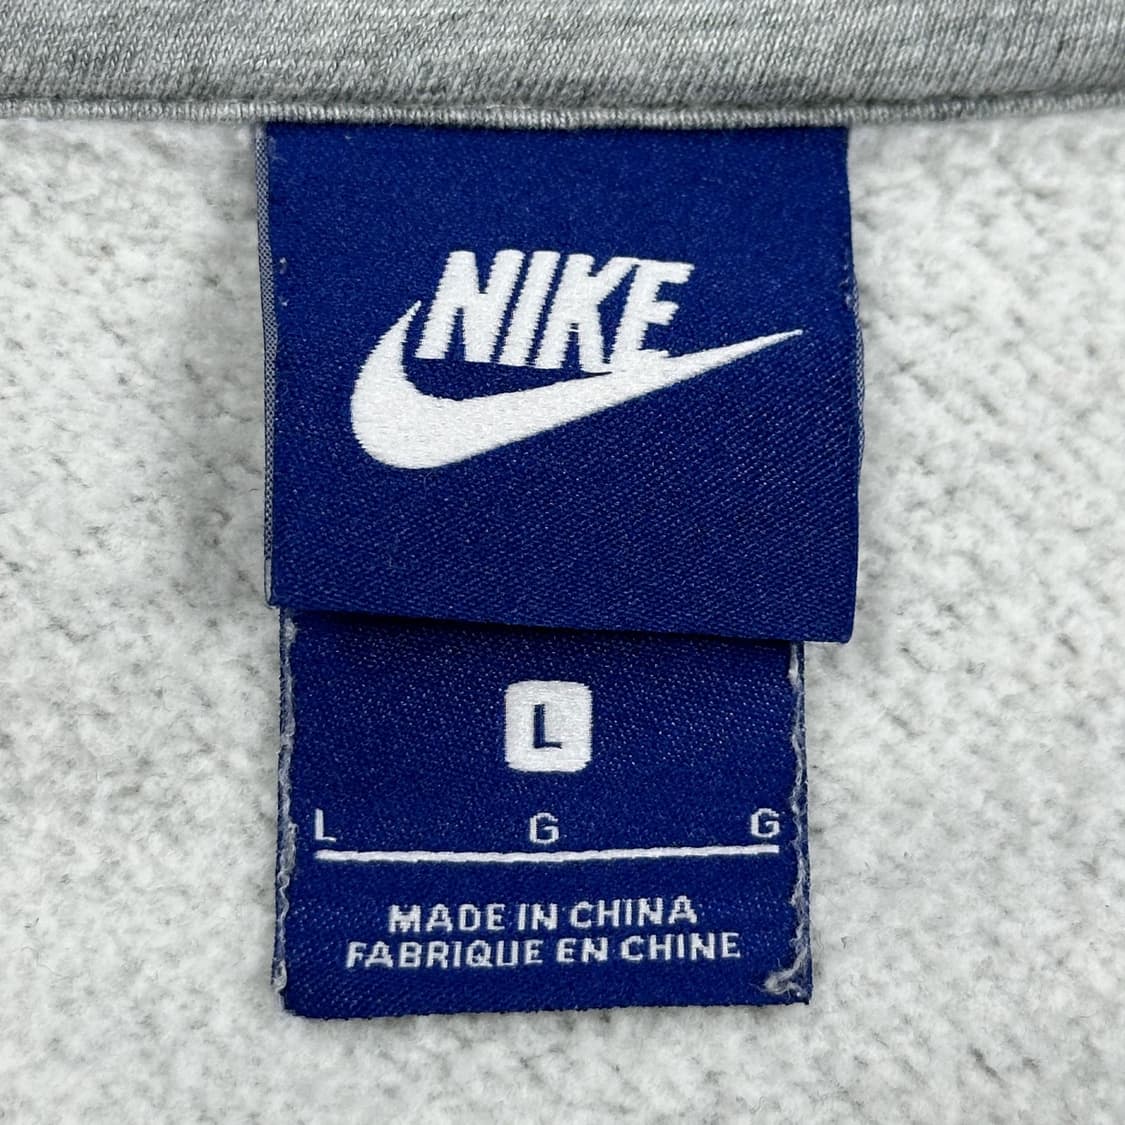 NIKE
L
L G G
MADE IN CHINA
FABRIQUE EN CHINE